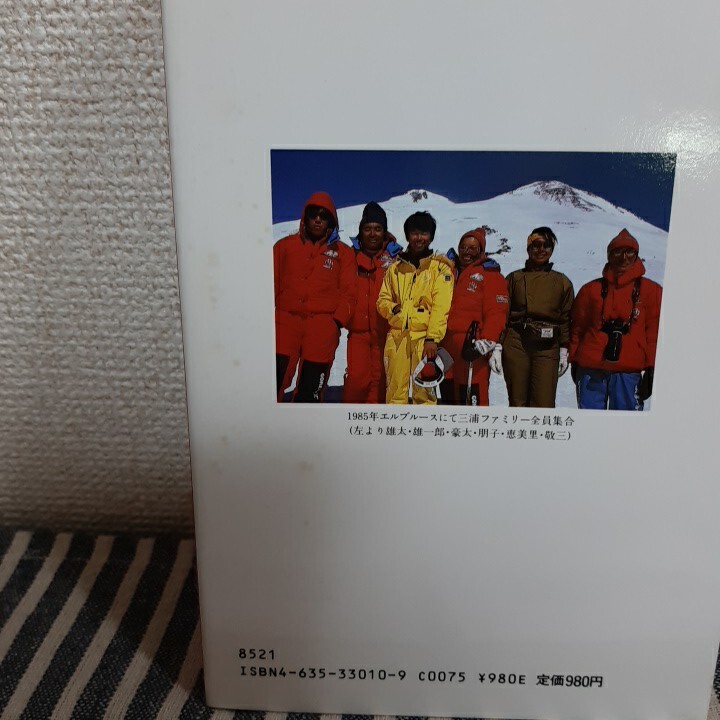 1985年エルブルースにて三浦ファミリー全員集合
(左より雄太・雄一郎・豪太・朋子・恵美里・敬三)
8521
ISBN4-635-33010-9 C0075 ¥980E 定価980円